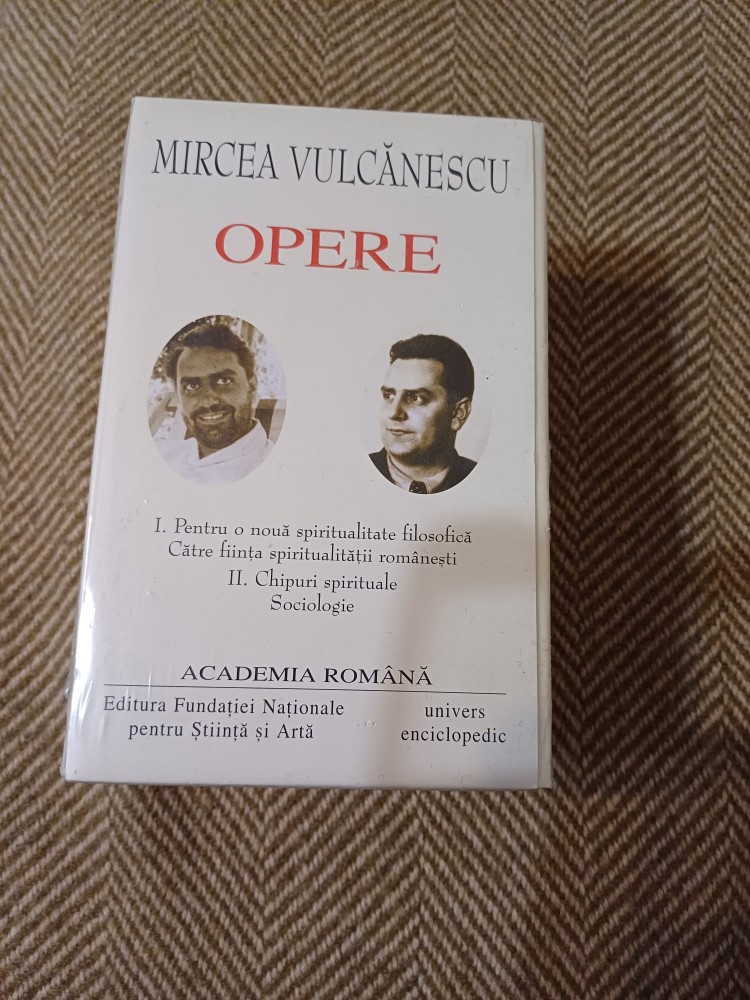 MIRCEA VULCĂNESCU
OPERE
I. Pentru o nouă spiritualitate filosofică
Către ființa spiritualității românești
II. Chipuri spirituale
Sociologie
ACADEMIA ROMÂNĂ
Editura Fundației Naționale
pentru Știință și Artă
univers
enciclopedic